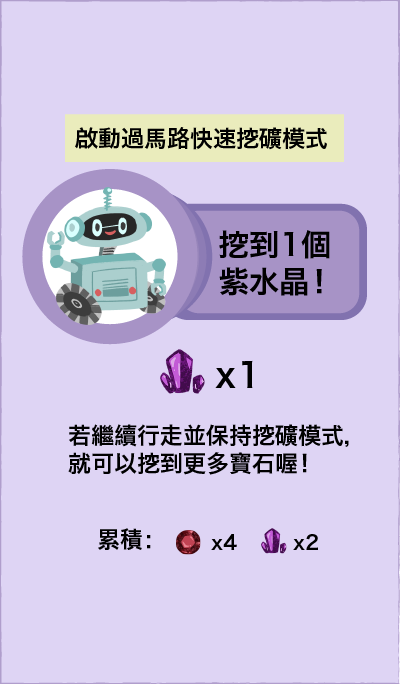 啟動過馬路快速挖礦模式
挖到1個
紫水晶！
x1
若繼續行走並保持挖礦模式,
就可以挖到更多寶石喔！
累積： x4 x2